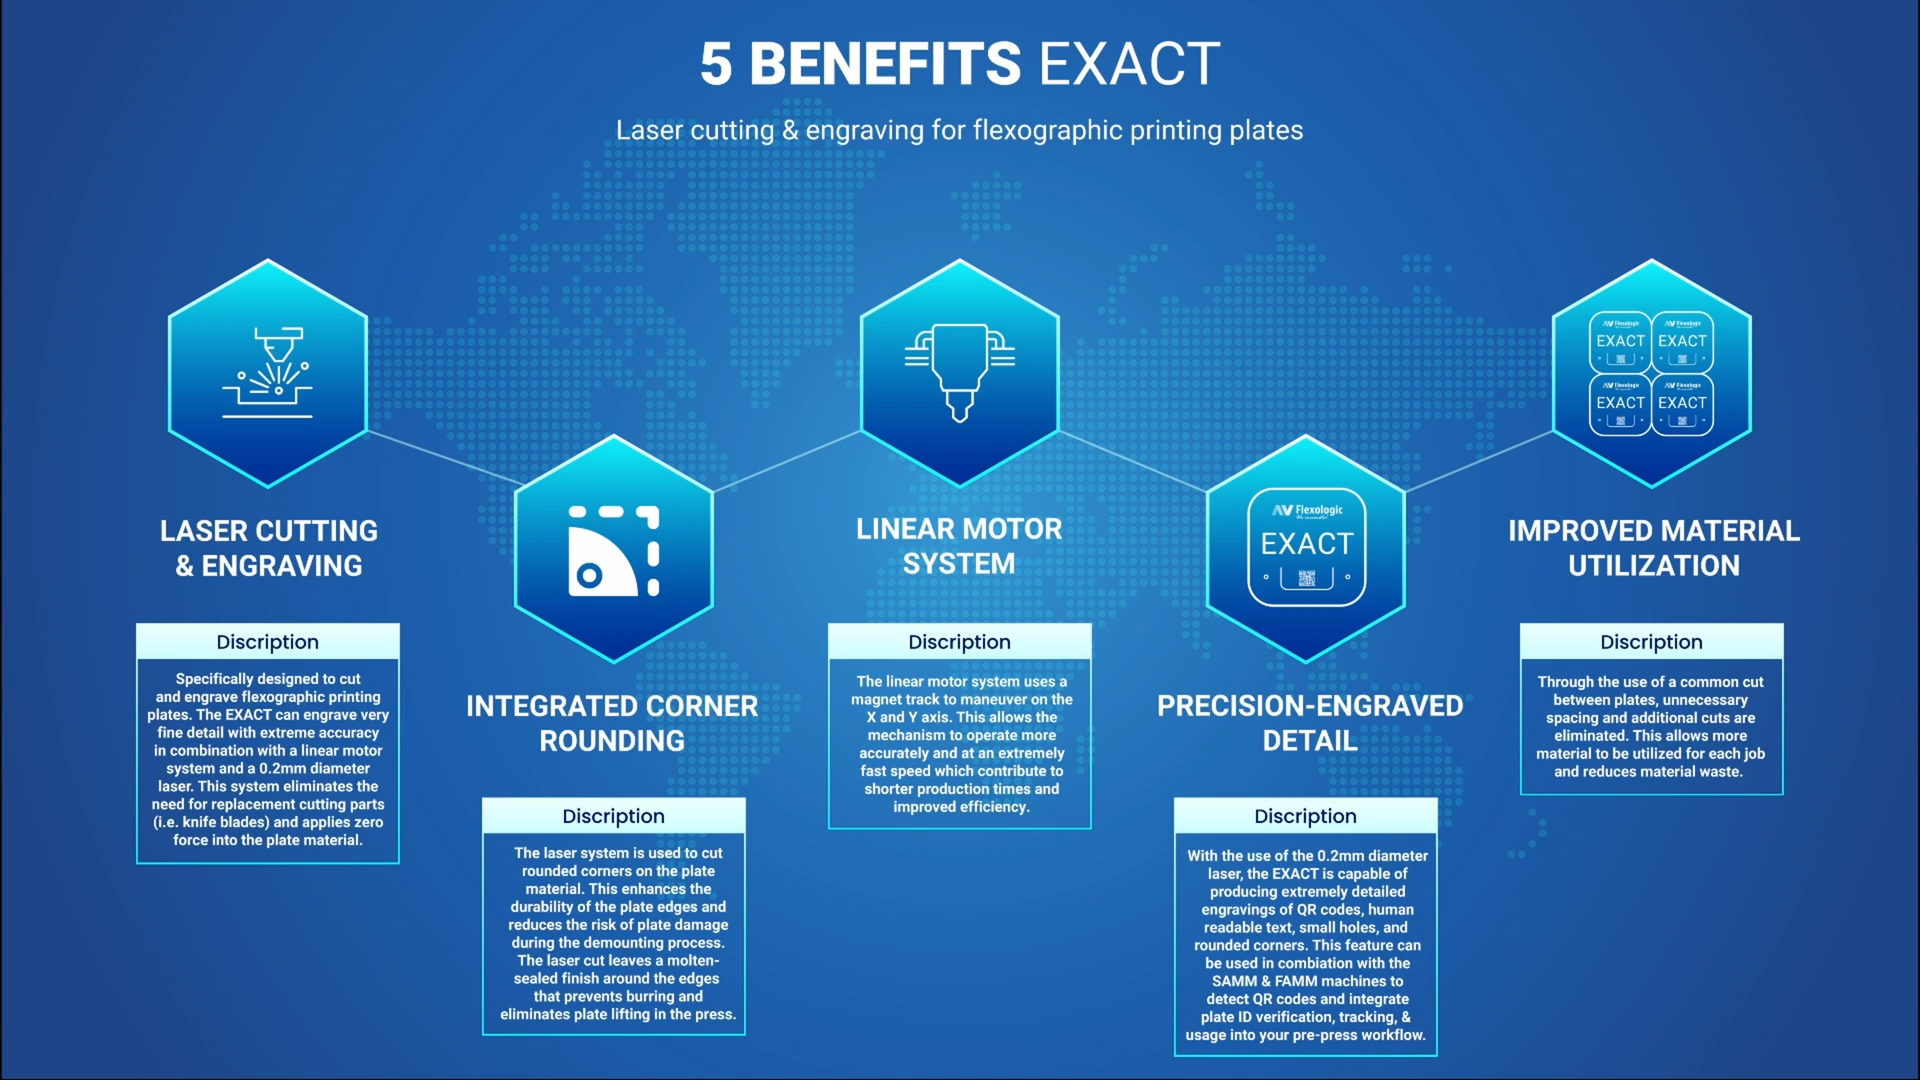 5 BENEFITS EXACT
Laser cutting & engraving for flexographic printing plates
LASER CUTTING
& ENGRAVING
Discription
Specifically designed to cut
and engrave flexographic printing
plates. The EXACT can engrave very
fine detail with extreme accuracy
in combination with a linear motor
system and a 0.2mm diameter
laser. This system eliminates the
need for replacement cutting parts
(i.e. knife blades) and applies zero
force into the plate material.
INTEGRATED CORNER
ROUNDING
Discription
The laser system is used to cut
rounded corners on the plate
material. This enhances the
durability of the plate edges and
reduces the risk of plate damage
during the demounting process.
The laser cut leaves a molten-
sealed finish around the edges
that prevents burring and
eliminates plate lifting in the press.
LINEAR MOTOR
SYSTEM
Discription
The linear motor system uses a
magnet track to maneuver on the
X and Y axis. This allows the
mechanism to operate more
accurately and at an extremely
fast speed which contribute to
shorter production times and
improved efficiency.
Flexologic
EXACT
PRECISION-ENGRAVED
DETAIL
Discription
With the use of the 0.2mm diameter
laser, the EXACT is capable of
producing extremely detailed
engravings of QR codes, human
readable text, small holes, and
rounded corners. This feature can
be used in combiation with the
SAMM & FAMM machines to
detect QR codes and integrate
plate ID verification, tracking, &
usage into your pre-press workflow.
Flexologic Flexologic
EXACT EXACT
Flexologic Flexologic
EXACT EXACT
IMPROVED MATERIAL
UTILIZATION
Discription
Through the use of a common cut
between plates, unnecessary
spacing and additional cuts are
eliminated. This allows more
material to be utilized for each job
and reduces material waste.